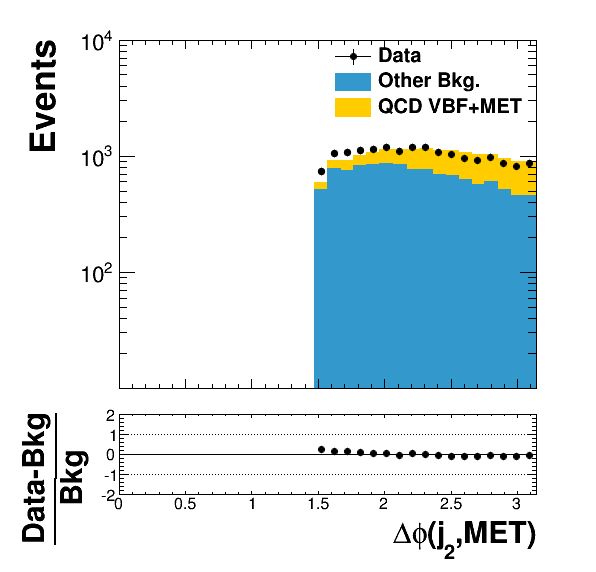 Events
10^4
10^3
10^2
Data
Other Bkg.
QCD VBF+MET
Data-Bkg
Bkg
2
1
0
-1
-2
0 0.5 1 1.5 2 2.5 3
Δϕ(j_2,MET)